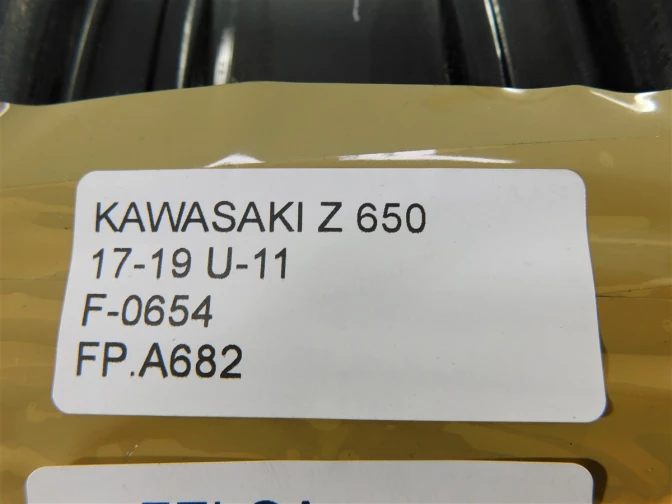 KAWASAKI Z 650
17-19 U-11
F-0654
FP.A682